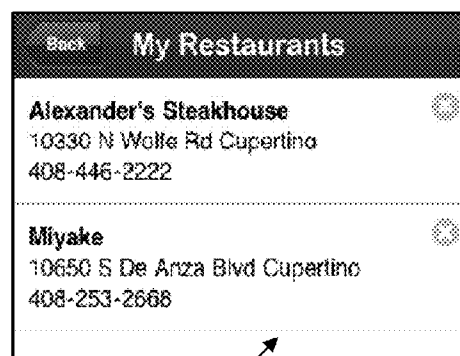 Back My Restaurants
Alexander's Steakhouse
10330 N Wolfe Rd Cupertino
408-446-2222
Miyake
10650 S De Anza Blvd Cupertino
408-253-2668